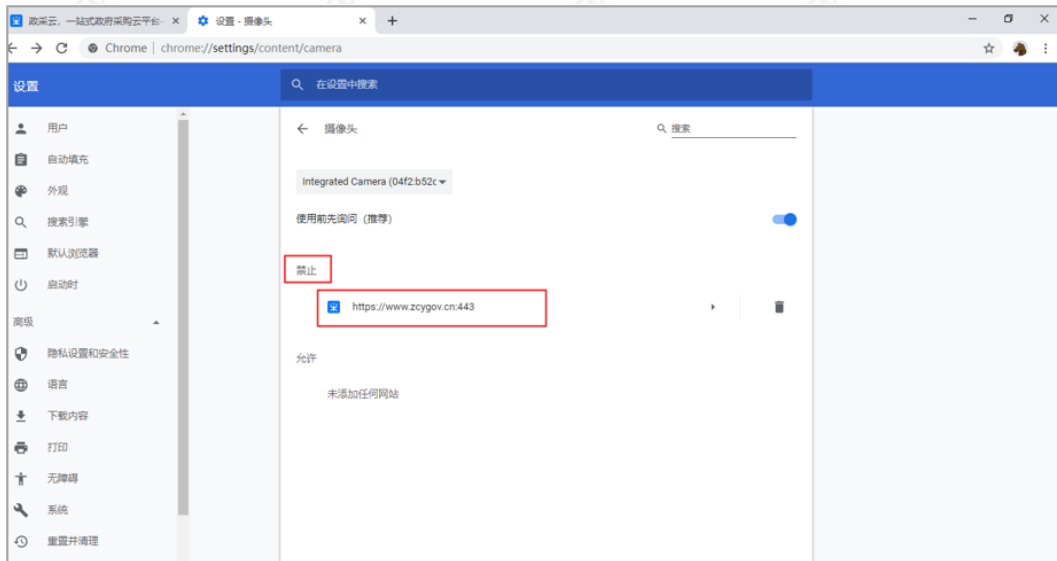 政采云，一站式政府采购云平台-
设置 - 摄像头
Chrome | chrome://settings/content/camera
设置
在设置中搜索
用户
自动填充
外观
搜索引擎
默认浏览器
启动时
高级
隐私设置和安全性
语言
下载内容
打印
无障碍
系统
重置并清理
摄像头
搜索
Integrated Camera (04f2:b52c
使用前先询问（推荐）
禁止
https://www.zcygov.cn:443
允许
未添加任何网站